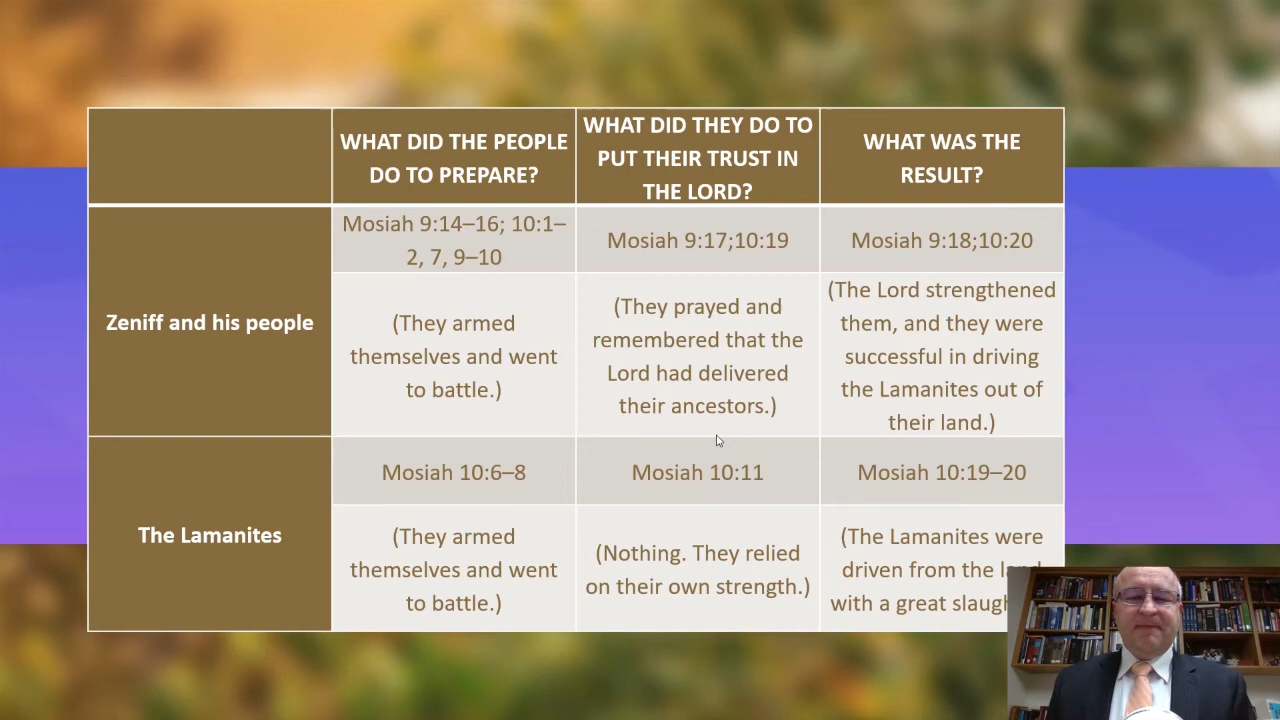 WHAT DID THE PEOPLE
DO TO PREPARE?
WHAT DID THEY DO TO
PUT THEIR TRUST IN
THE LORD?
WHAT WAS THE
RESULT?
Zeniff and his people
Mosiah 9:14–16; 10:1–
2, 7, 9–10
Mosiah 9:17;10:19
Mosiah 9:18;10:20
(They armed
themselves and went
to battle.)
(They prayed and
remembered that the
Lord had delivered
their ancestors.)
(The Lord strengthened
them, and they were
successful in driving
the Lamanites out of
their land.)
The Lamanites
Mosiah 10:6–8
Mosiah 10:11
Mosiah 10:19–20
(They armed
themselves and went
to battle.)
(Nothing. They relied
on their own strength.)
(The Lamanites were
driven from the
with a great